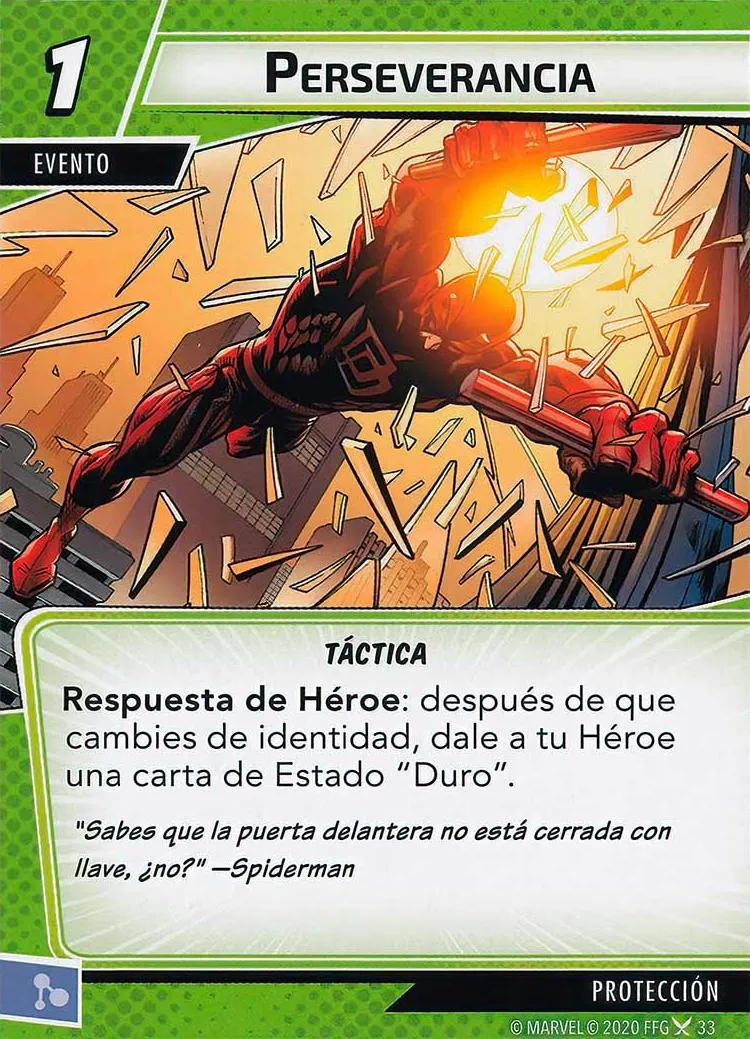 1
PERSEVERANCIA
EVENTO
TÁCTICA
Respuesta de Héroe: después de que
cambies de identidad, dale a tu Héroe
una carta de Estado “Duro”.
"Sabes que la puerta delantera no está cerrada con
llave, ¿no?" —Spiderman
PROTECCIÓN
© MARVEL © 2020 FFG 33